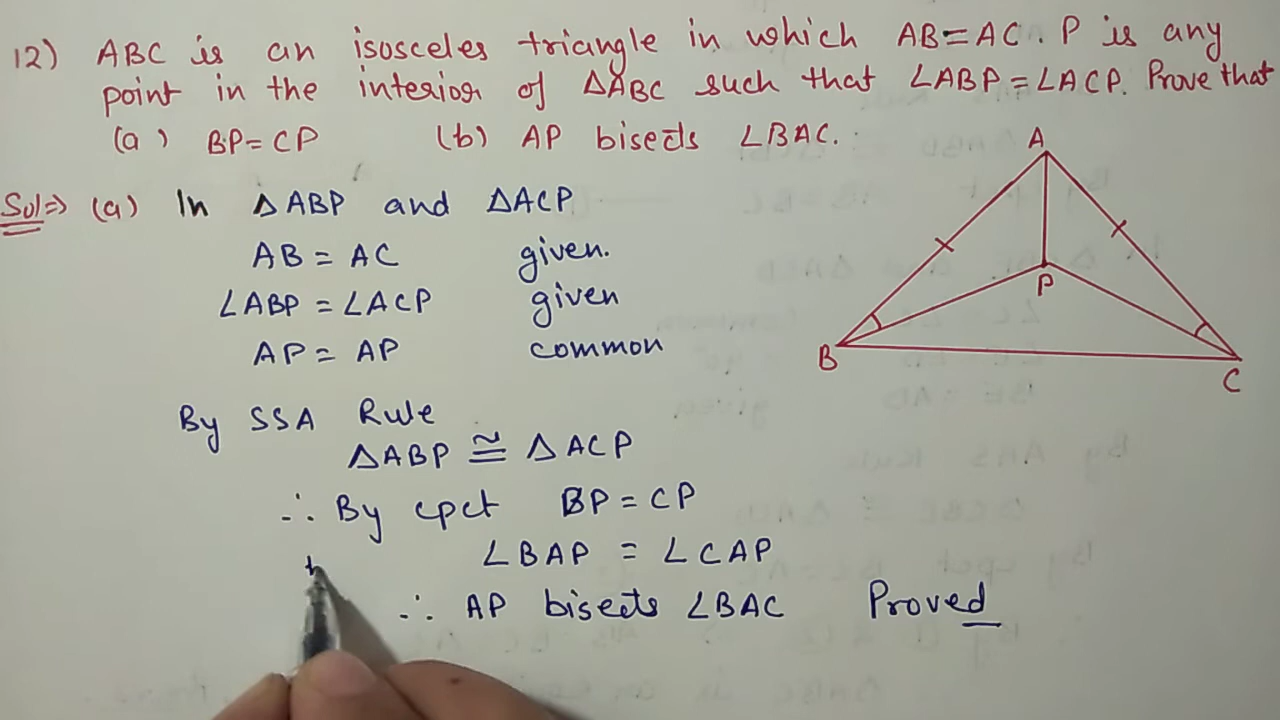 12) ABC is an isosceles triangle in which AB=AC. P is any
point in the interior of ΔABC such that ∠ABP=∠ACP. Prove that
(a) BP=CP (b) AP bisects ∠BAC.
Sol⇒ (a) In ΔABP and ΔACP
AB = AC given.
∠ABP = ∠ACP given
AP = AP common
By SSA Rule
ΔABP ≅ ΔACP
∴ By cpct BP = CP
∠BAP = ∠CAP
∴ AP bisects ∠BAC Proved
A
P
B
C